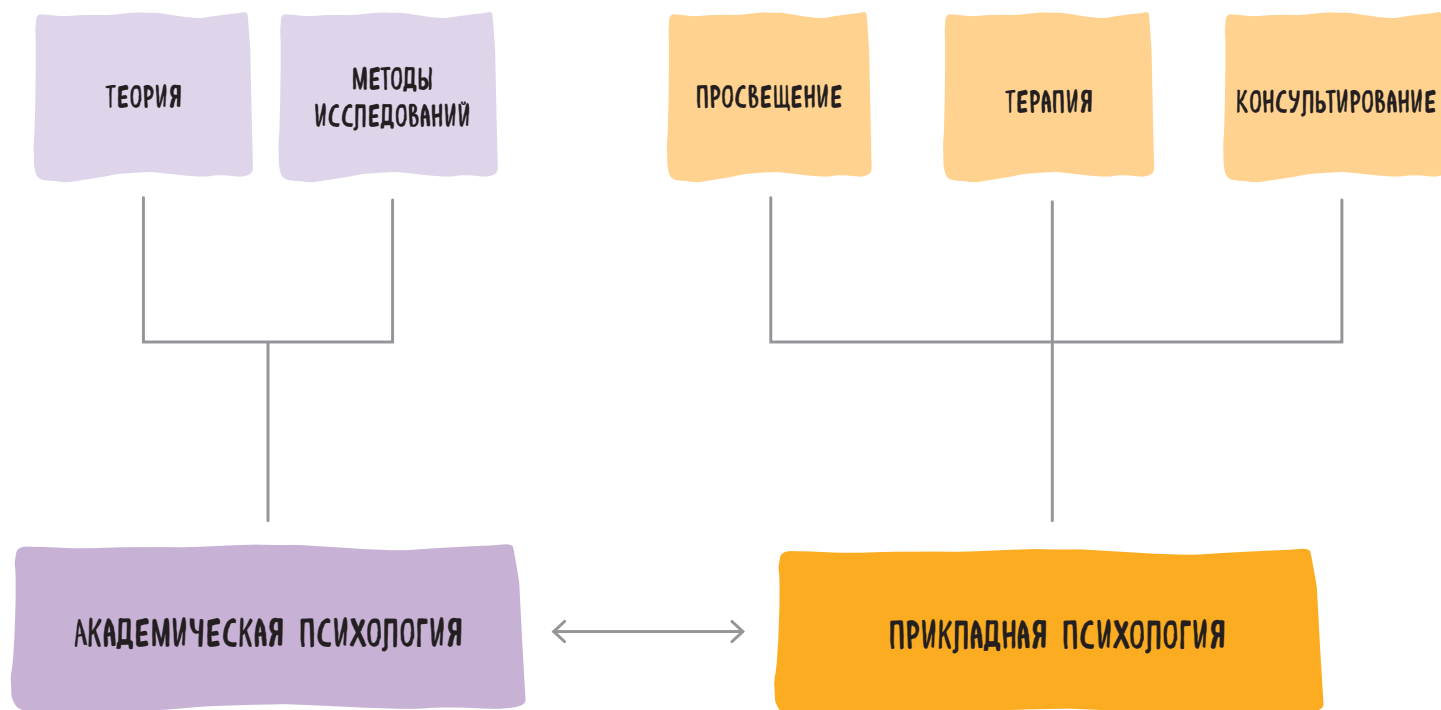 ТЕОРИЯ
МЕТОДЫ
ИССЛЕДОВАНИЙ
ПРОСВЕЩЕНИЕ
ТЕРАПИЯ
КОНСУЛЬТИРОВАНИЕ
АКАДЕМИЧЕСКАЯ ПСИХОЛОГИЯ
ПРИКЛАДНАЯ ПСИХОЛОГИЯ